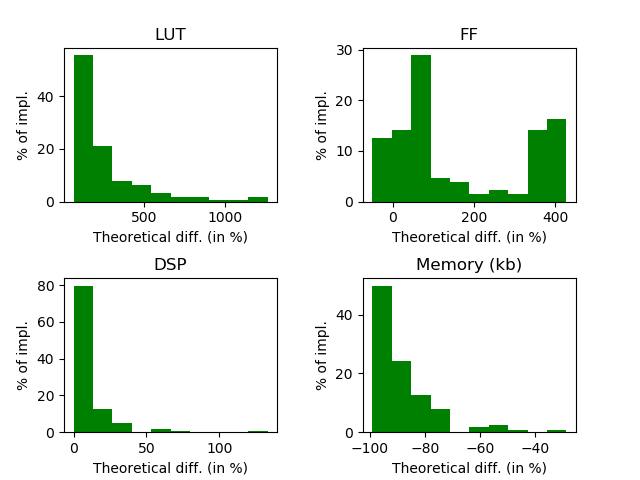 LUT
% of impl.
40
20
0
500
1000
Theoretical diff. (in %)
FF
% of impl.
30
20
10
0
0
200
400
Theoretical diff. (in %)
DSP
% of impl.
80
60
40
20
0
0
50
100
Theoretical diff. (in %)
Memory (kb)
% of impl.
40
20
0
−100
−80
−60
−40
Theoretical diff. (in %)